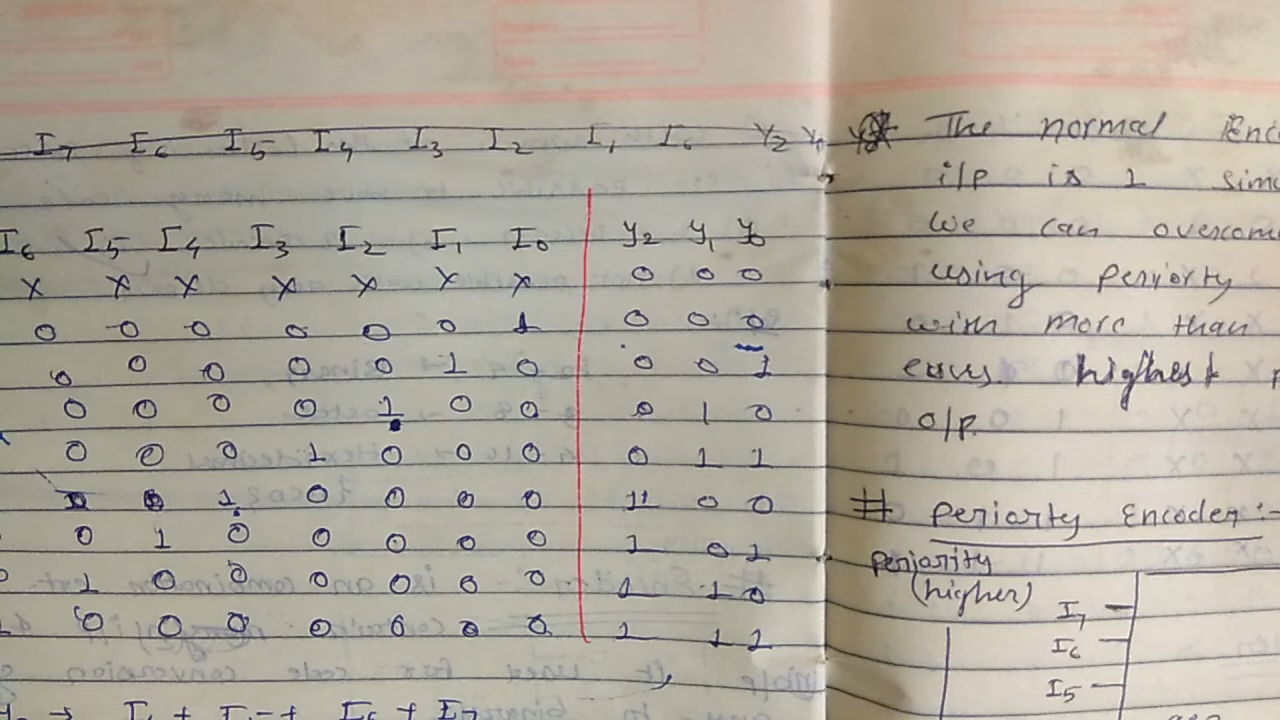 I7 I6 I5 I4 I3 I2 I1 I0 Y2 Y1
I6 I5 I4 I3 I2 I1 I0 y2 y1 y0
X X X X X X X 0 0 0
0 0 0 0 0 0 1 0 0 0
0 0 0 0 0 1 0 0 0 1
0 0 0 0 1 0 0 0 1 0
0 0 0 1 0 0 0 0 1 1
0 0 1 0 0 0 0 1 0 0
0 1 0 0 0 0 0 1 0 1
1 0 0 0 0 0 0 1 1 0
0 0 0 0 0 0 0 1 1 1
The normal Enc
i/p is 1 sim
We can overcom
using periorty
with more than
highest
O/P.
# Periorty Encoder :-
periority
(higher)
I7
I6
I5